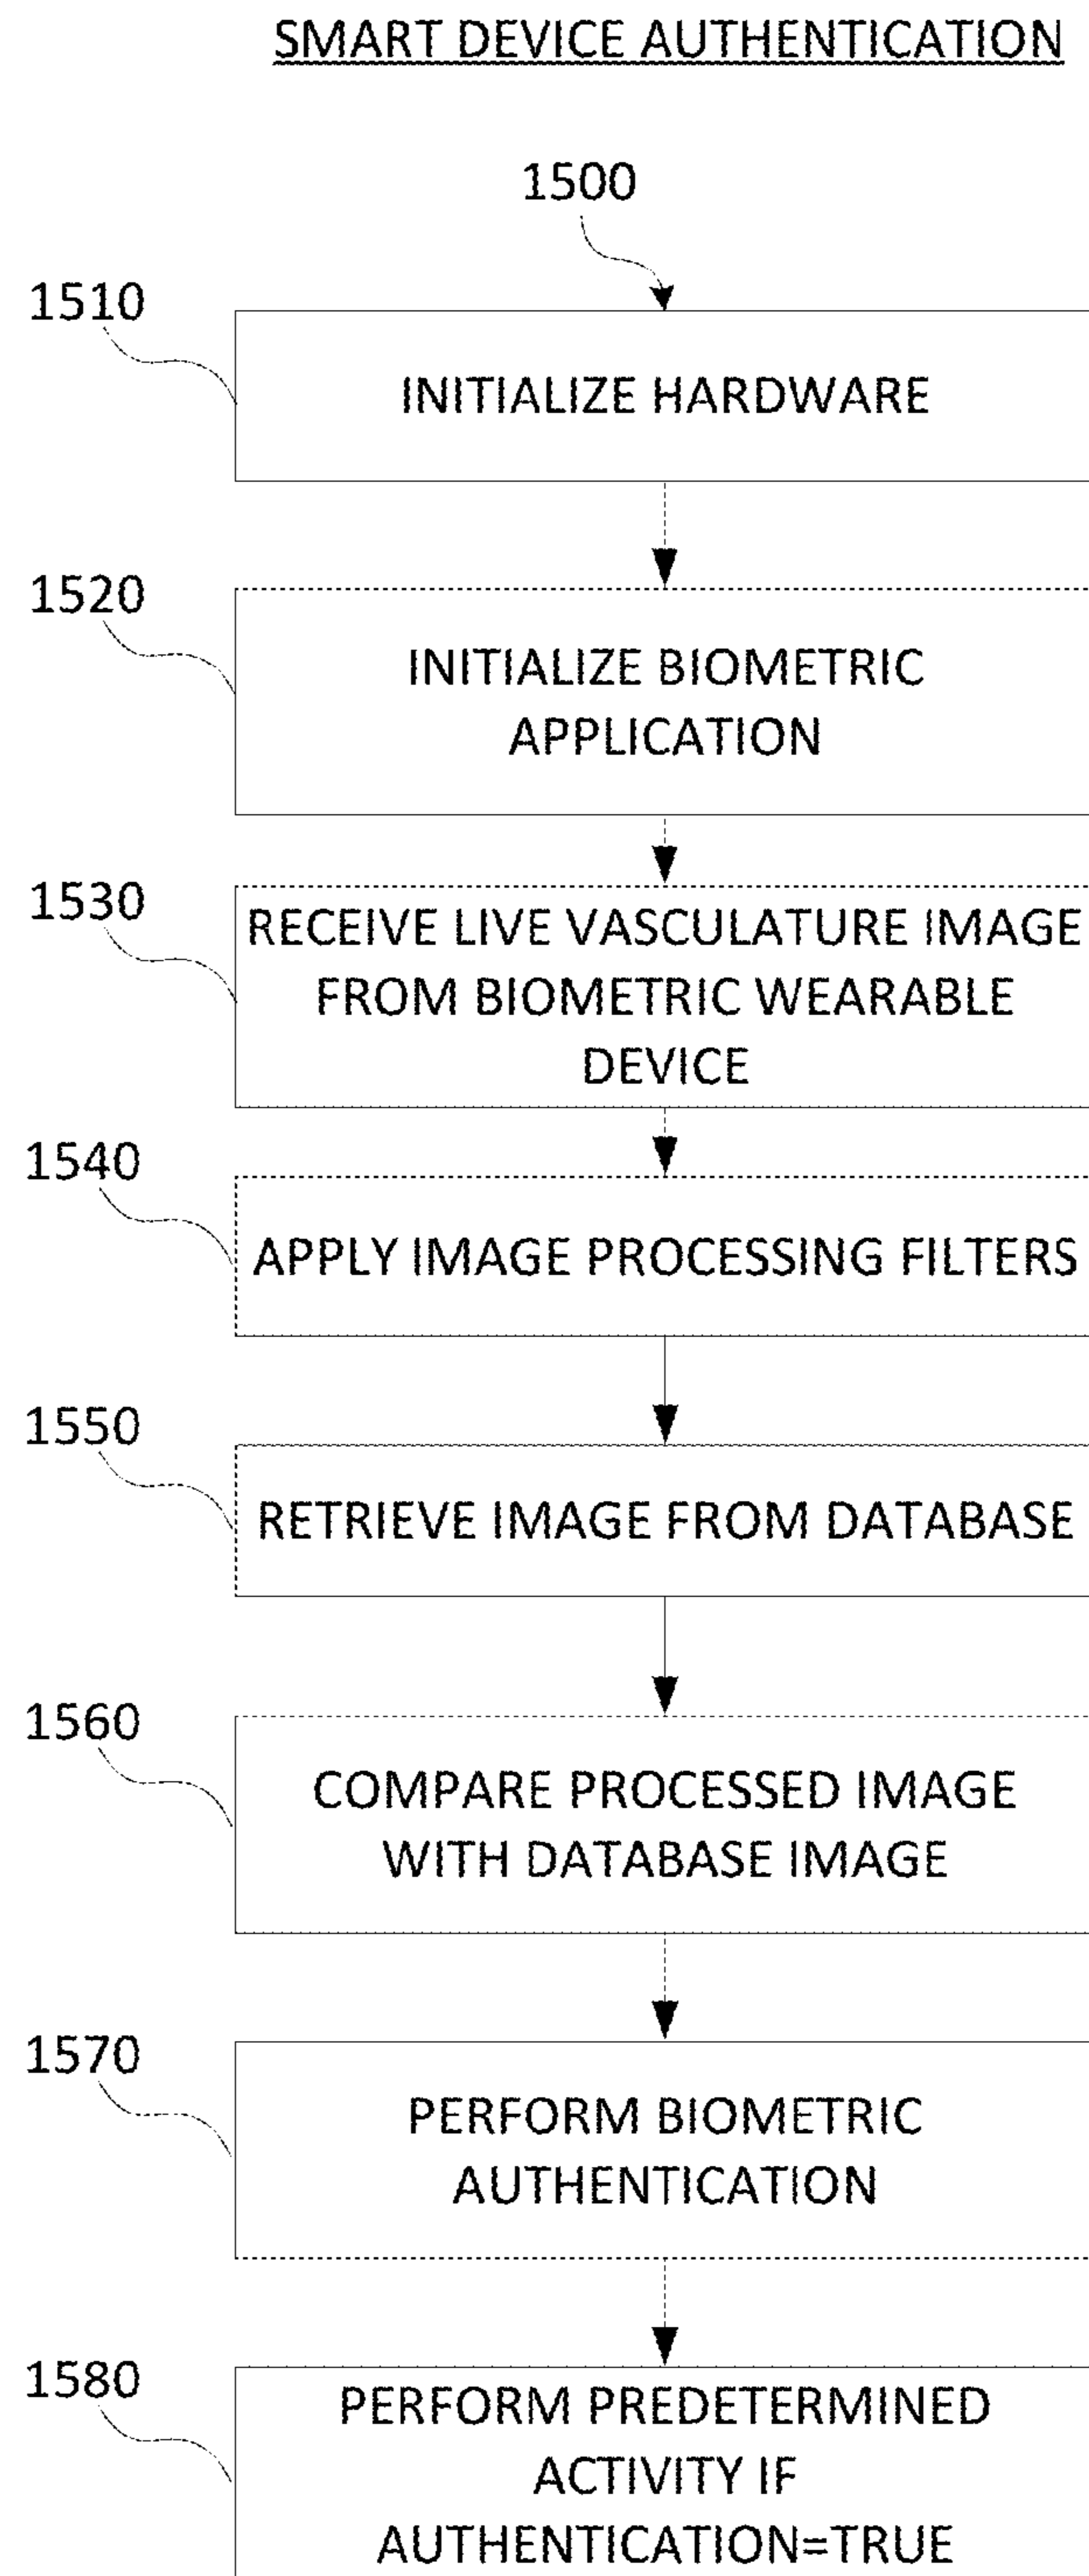 SMART DEVICE AUTHENTICATION
1500
1510
INITIALIZE HARDWARE
1520
INITIALIZE BIOMETRIC
APPLICATION
1530
RECEIVE LIVE VASCULATURE IMAGE
FROM BIOMETRIC WEARABLE
DEVICE
1540
APPLY IMAGE PROCESSING FILTERS
1550
RETRIEVE IMAGE FROM DATABASE
1560
COMPARE PROCESSED IMAGE
WITH DATABASE IMAGE
1570
PERFORM BIOMETRIC
AUTHENTICATION
1580
PERFORM PREDETERMINED
ACTIVITY IF
AUTHENTICATION=TRUE